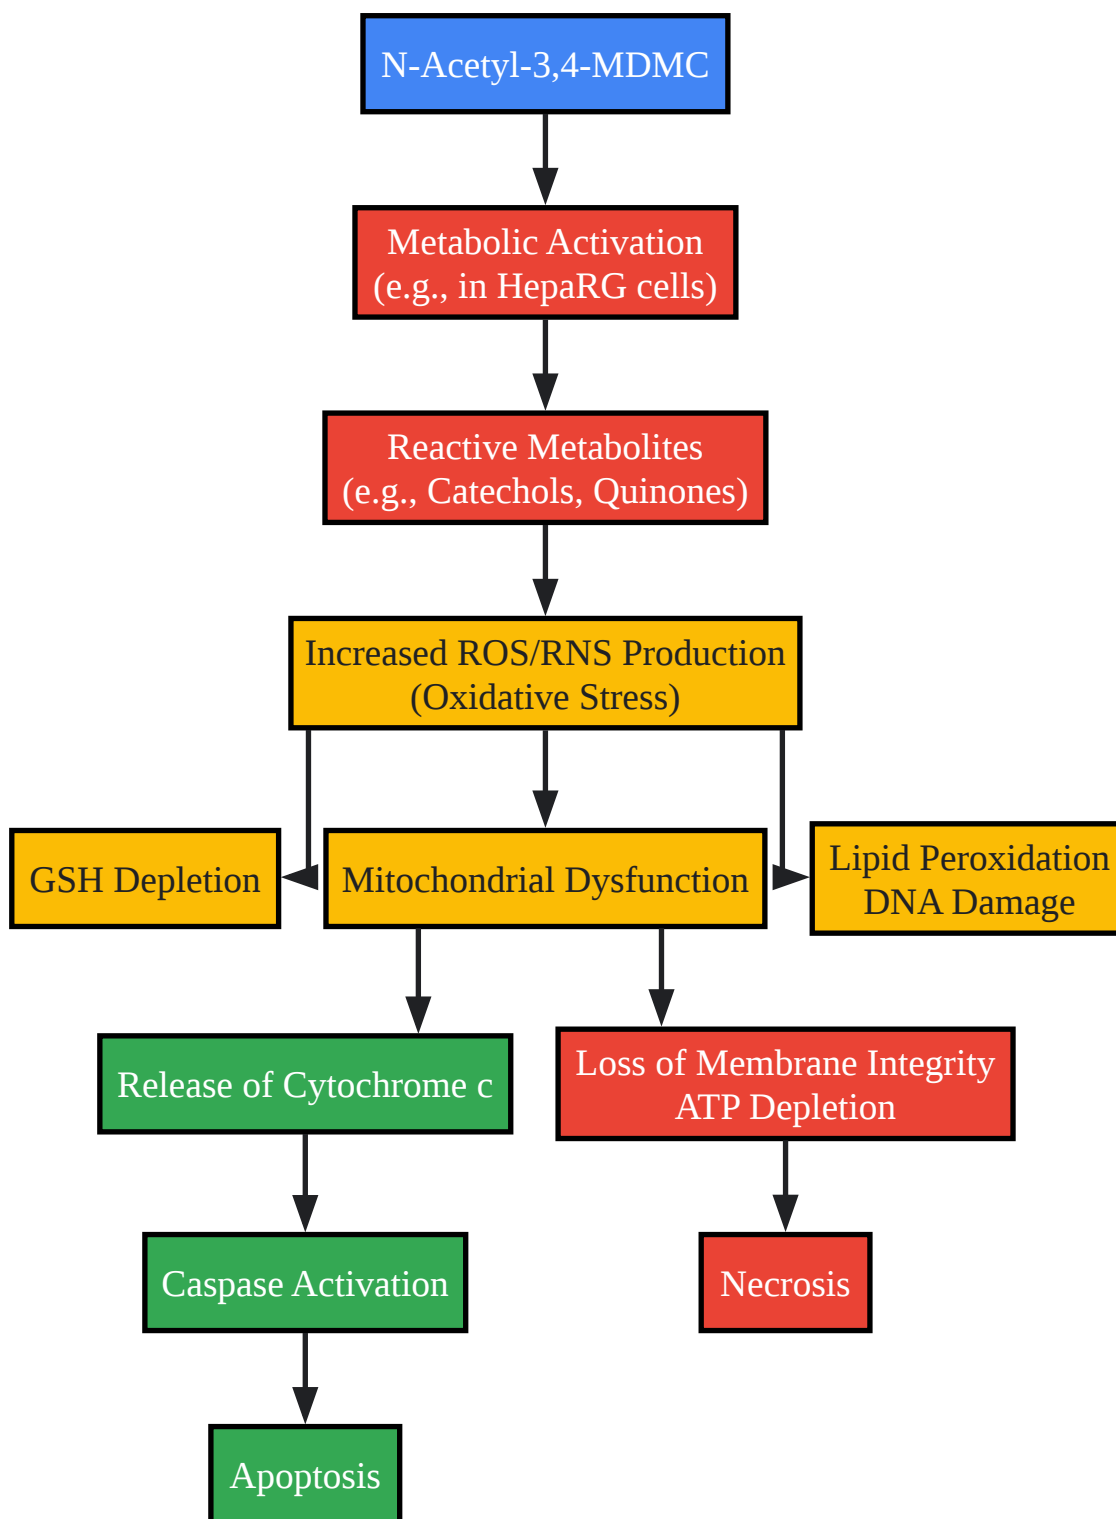 N-Acetyl-3,4-MDMC
Metabolic Activation
(e.g., in HepaRG cells)
Reactive Metabolites
(e.g., Catechols, Quinones)
Increased ROS/RNS Production
(Oxidative Stress)
GSH Depletion
Mitochondrial Dysfunction
Lipid Peroxidation
DNA Damage
Release of Cytochrome c
Loss of Membrane Integrity
ATP Depletion
Caspase Activation
Necrosis
Apoptosis